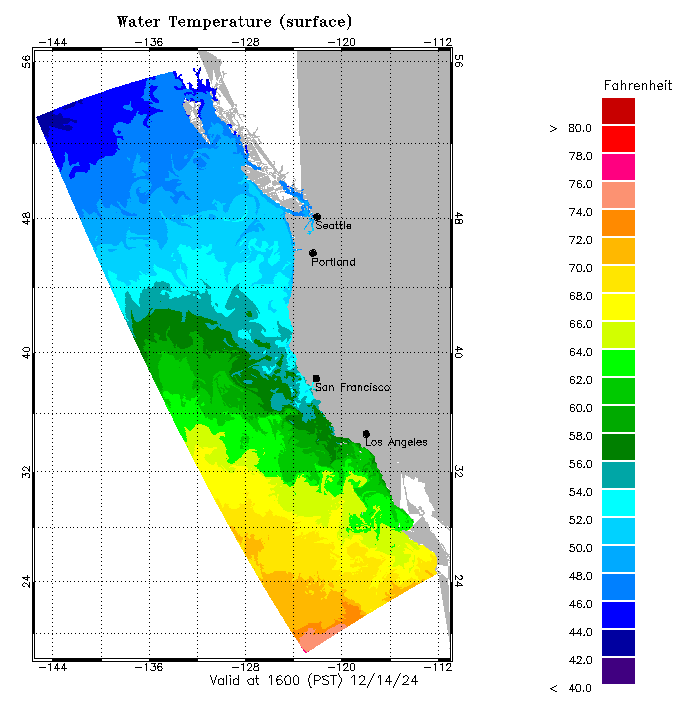 Water Temperature (surface)
-144 -136 -128 -120 -112
56 56
Fahrenheit
> 80.0
78.0
76.0
74.0
72.0
70.0
68.0
66.0
64.0
62.0
60.0
58.0
56.0
54.0
52.0
50.0
48.0
46.0
44.0
42.0
< 40.0
48 48
Seattle
Portland
40 40
San Francisco
Los Angeles
32 32
24 24
-144 -136 -128 -120 -112
Valid at 1600 (PST) 12/14/24